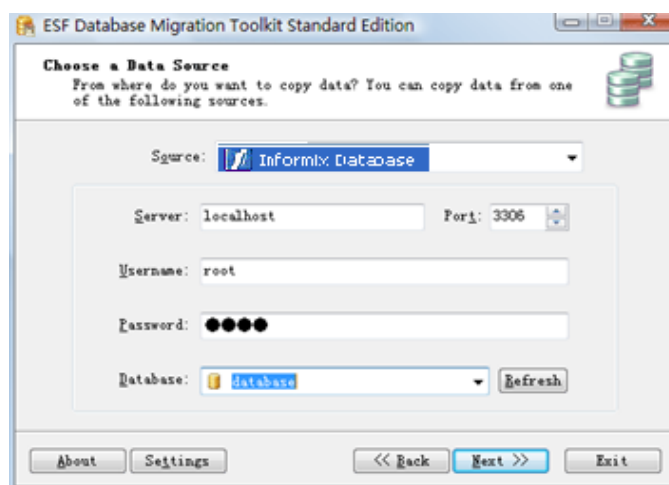 ESF Database Migration Toolkit Standard Edition
Choose a Data Source
From where do you want to copy data? You can copy data from one
of the following sources.
Source: Informix Database
Server: localhost Port: 3306
Username: root
Password: ●●●●
Database: database Refresh
About Settings << Back Next >> Exit